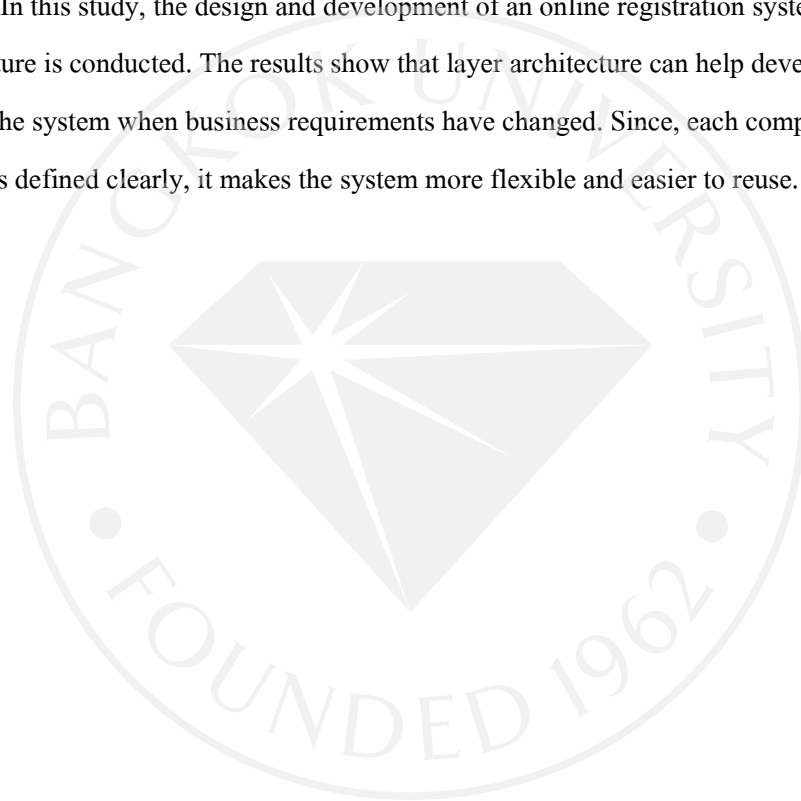 In this study, the design and development of an online registration syste
ture is conducted. The results show that layer architecture can help deve
he system when business requirements have changed. Since, each comp
s defined clearly, it makes the system more flexible and easier to reuse.
BANGKOK UNIVERSITY
FOUNDED 1962